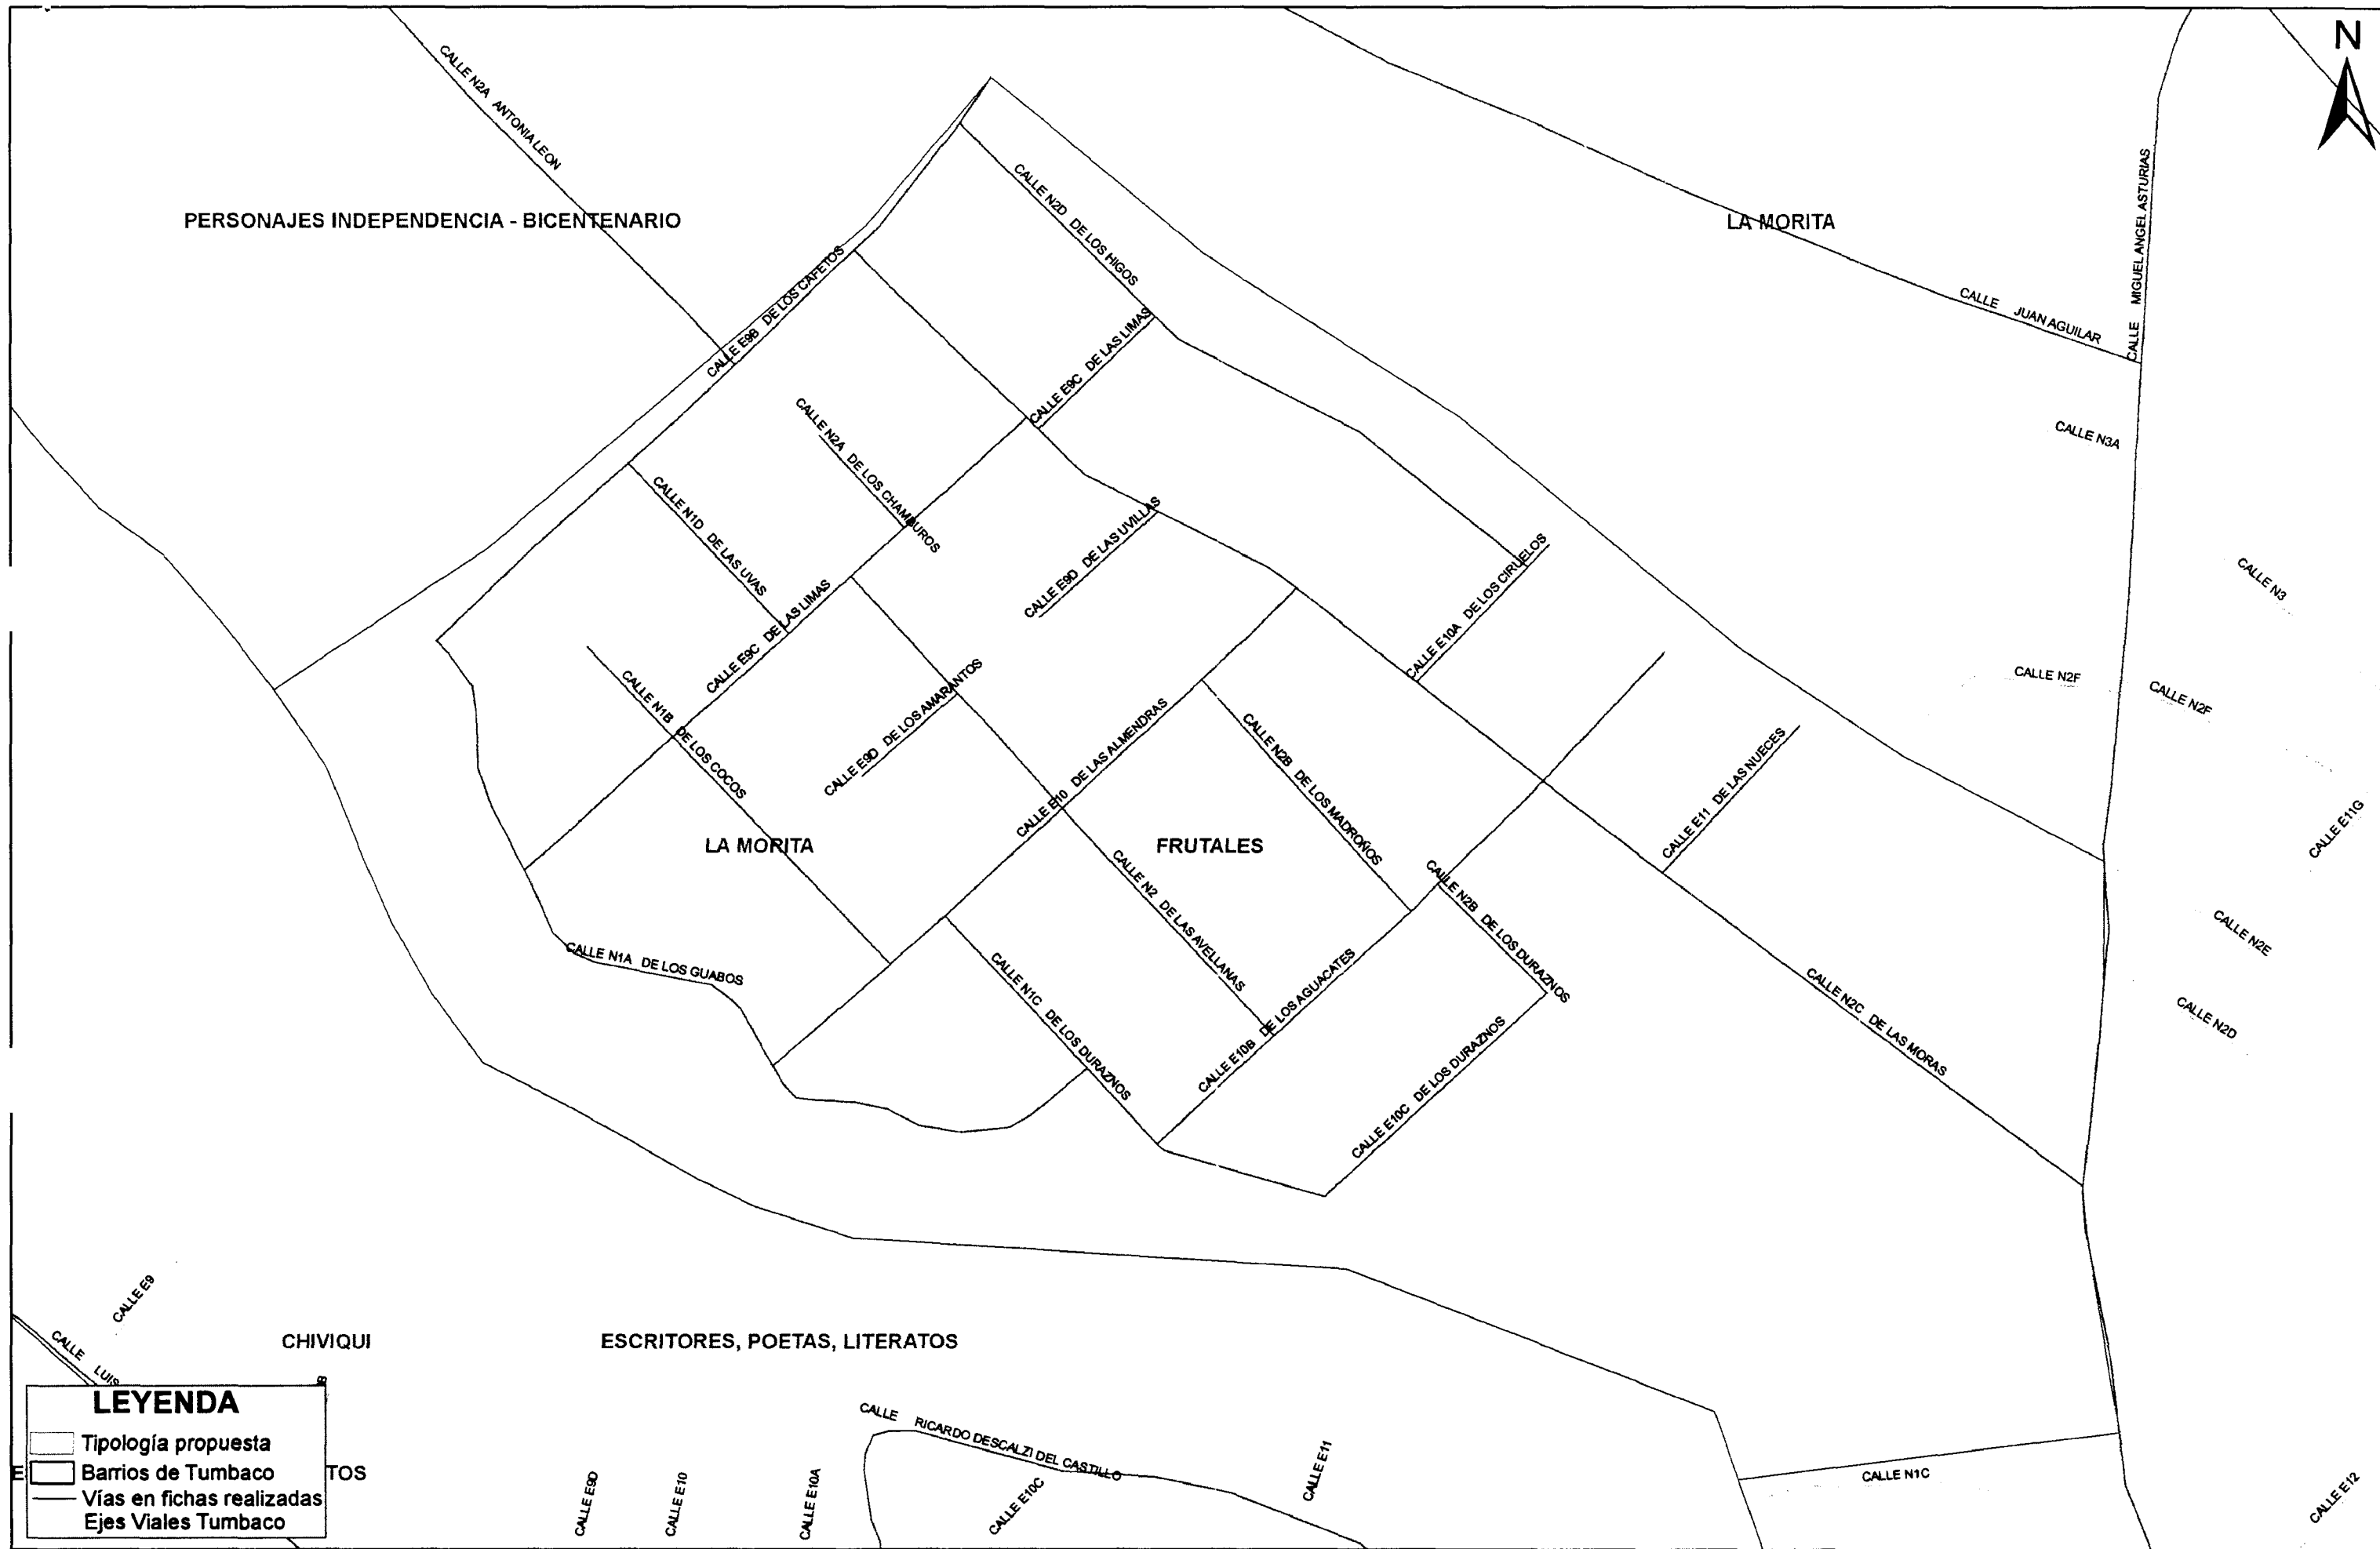 N
CALLE N2A ANTONIA LEON
PERSONAJES INDEPENDENCIA - BICENTENARIO
CALLE N2D DE LOS HIGOS
LA MORITA
CALLE MIGUEL ANGEL ASTURIAS
CALLE E9B DE LOS CAFETOS
CALLE JUAN AGUILAR
CALLE E9C DE LAS LIMAS
CALLE N3A
CALLE N2A DE LOS CHAMBUROS
CALLE N1D DE LAS UVAS
CALLE E9D DE LAS UVILLAS
CALLE E10A DE LOS CIRUELOS
CALLE N3
CALLE E9C DE LAS LIMAS
CALLE N2F
CALLE N2F
CALLE N1B DE LOS COCOS
CALLE E9D DE LOS AMARANTOS
CALLE E10 DE LAS ALMENDRAS
CALLE N2B DE LOS MADROÑOS
CALLE E11 DE LAS NUECES
CALLE E11G
LA MORITA
FRUTALES
CALLE N2 DE LAS AVELLANAS
CALLE N2B DE LOS DURAZNOS
CALLE N2E
CALLE N1A DE LOS GUABOS
CALLE N1C DE LOS DURAZNOS
CALLE E10B DE LOS AGUACATES
CALLE N2C DE LAS MORAS
CALLE N2D
CALLE E10C DE LOS DURAZNOS
CALLE E9
CALLE LUIS
CHIVIQUI
ESCRITORES, POETAS, LITERATOS
B
LEYENDA
Tipología propuesta
Barrios de Tumbaco
Vías en fichas realizadas
Ejes Viales Tumbaco
E
TOS
CALLE RICARDO DESCALZI DEL CASTILLO
CALLE E9D
CALLE E10
CALLE E10A
CALLE E10C
CALLE E11
CALLE N1C
CALLE E12